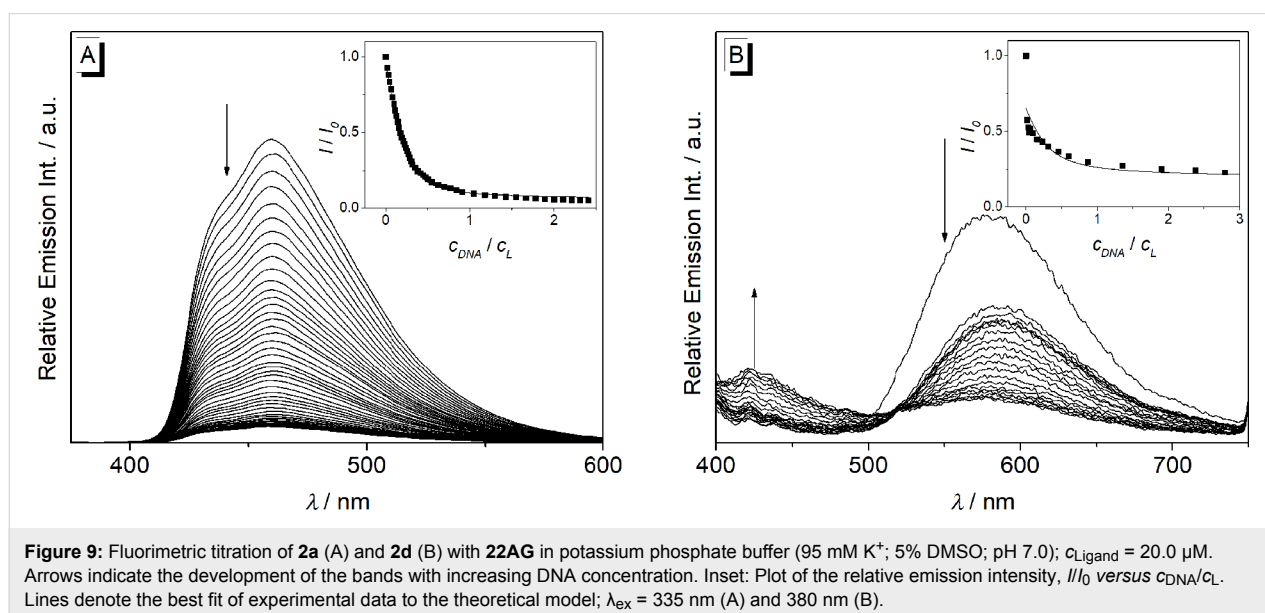 A
Relative Emission Int. / a.u.
I / I0
1.0
0.5
0.0
0
1
2
cDNA / cL
400
500
600
λ / nm
B
Relative Emission Int. / a.u.
I / I0
1.0
0.5
0.0
0
1
2
3
cDNA / cL
400
500
600
700
λ / nm
Figure 9: Fluorimetric titration of 2a (A) and 2d (B) with 22AG in potassium phosphate buffer (95 mM K+; 5% DMSO; pH 7.0); cLigand = 20.0 µM.
Arrows indicate the development of the bands with increasing DNA concentration. Inset: Plot of the relative emission intensity, I/I0 versus cDNA/cL.
Lines denote the best fit of experimental data to the theoretical model; λex = 335 nm (A) and 380 nm (B).